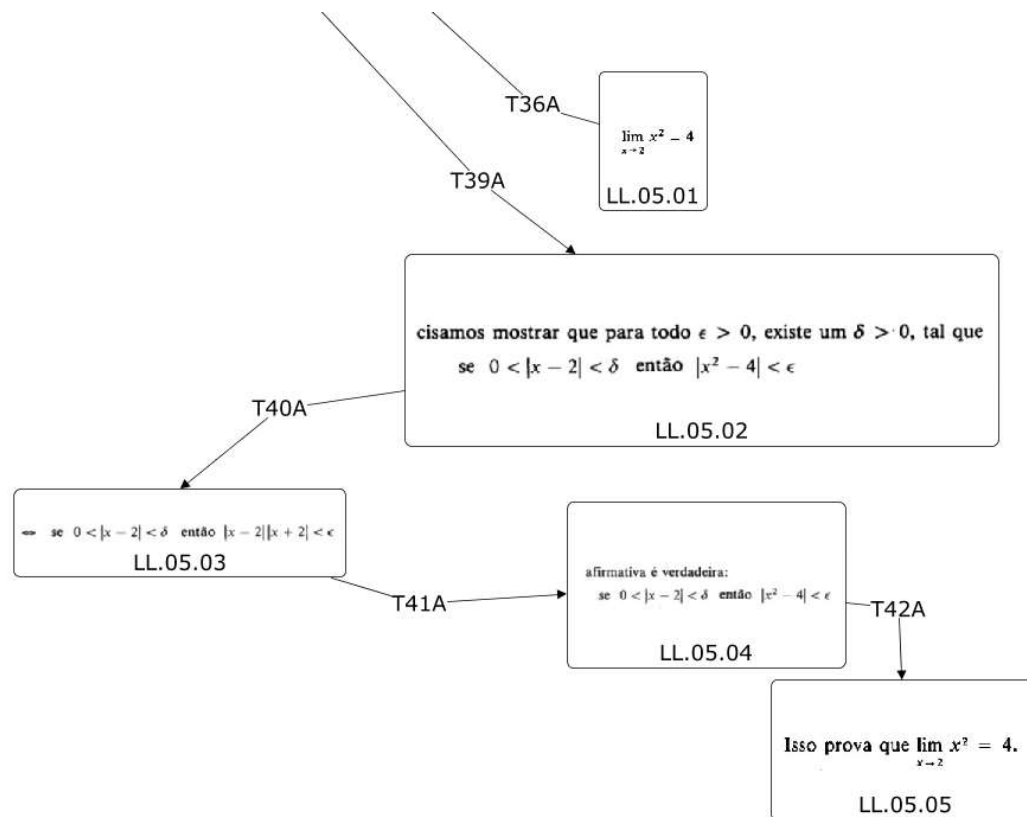 T36A
lim x² – 4
x→2
LL.05.01
T39A
cisamos mostrar que para todo ϵ > 0, existe um δ > 0, tal que
se 0 < |x − 2| < δ então |x² − 4| < ϵ
LL.05.02
T40A
⇔ se 0 < |x − 2| < δ então |x − 2||x + 2| < ϵ
LL.05.03
T41A
afirmativa é verdadeira:
se 0 < |x − 2| < δ então |x² − 4| < ϵ
LL.05.04
T42A
Isso prova que lim x² = 4.
x→2
LL.05.05